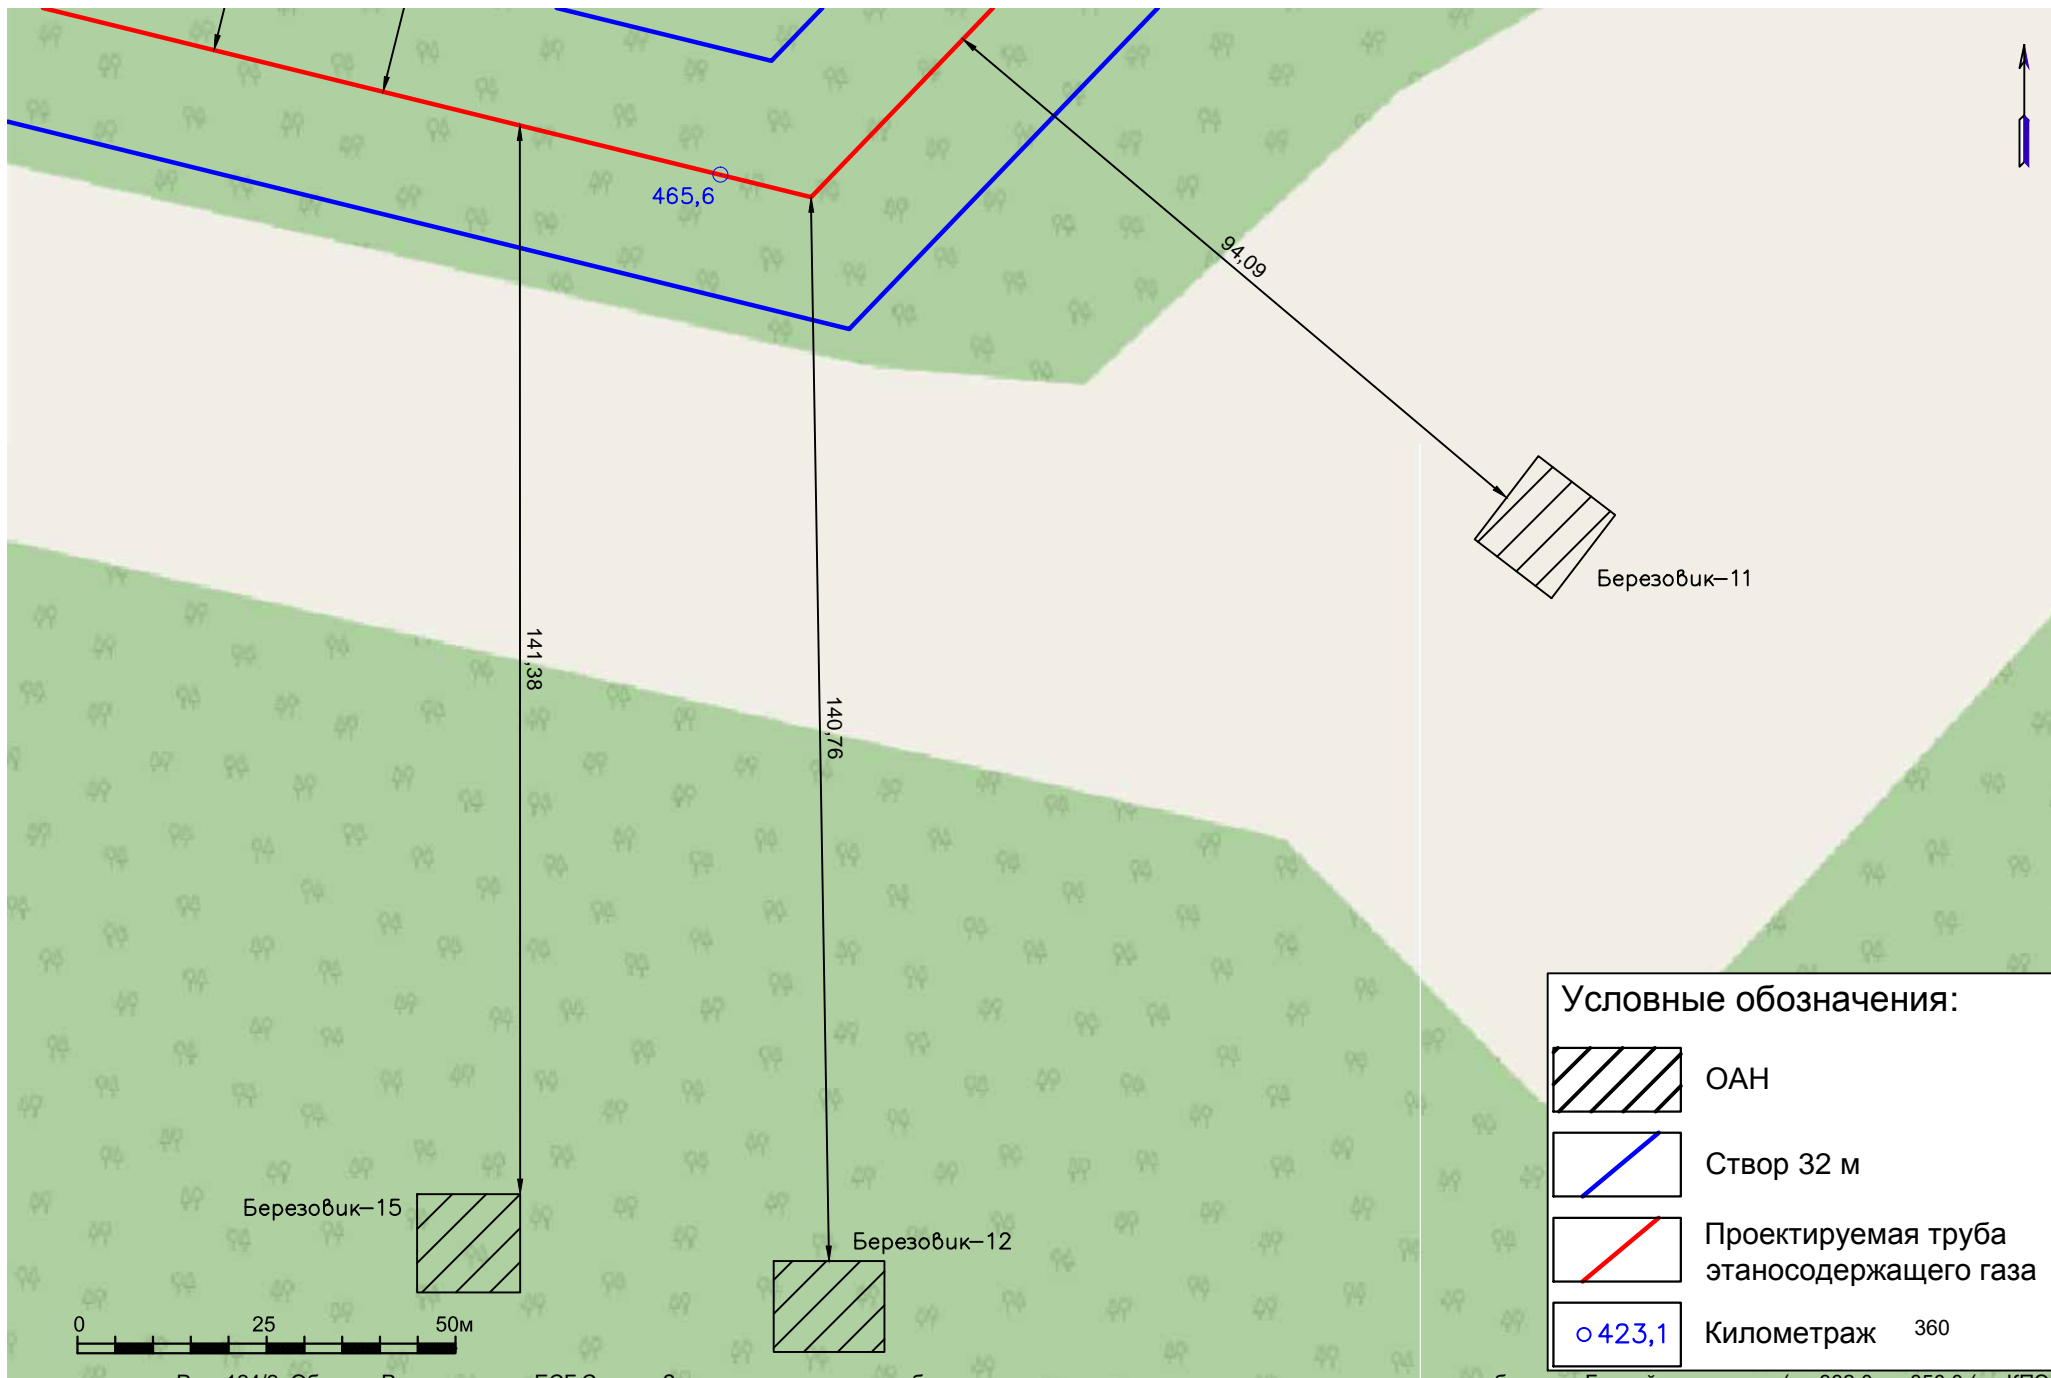 465,6
94,09
Березовик-11
141,38
140,76
Березовик-15
Березовик-12
0 25 50м
Условные обозначения:
ОАН
Створ 32 м
Проектируемая труба
этаносодержащего газа
423,1 Километраж 360